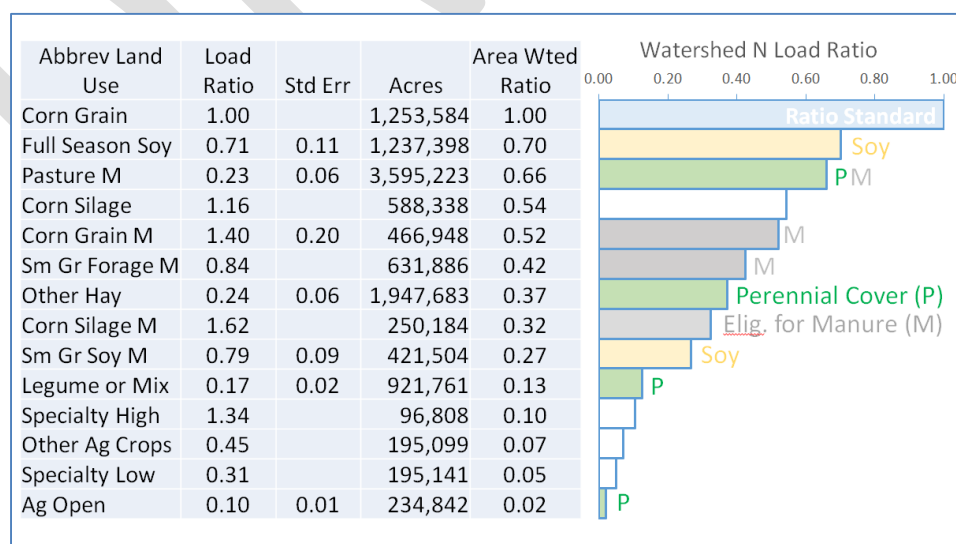 Abbrev Land Use Load Ratio Std Err Acres Area Wted Ratio
Corn Grain 1.00 1,253,584 1.00
Full Season Soy 0.71 0.11 1,237,398 0.70
Pasture M 0.23 0.06 3,595,223 0.66
Corn Silage 1.16 588,338 0.54
Corn Grain M 1.40 0.20 466,948 0.52
Sm Gr Forage M 0.84 631,886 0.42
Other Hay 0.24 0.06 1,947,683 0.37
Corn Silage M 1.62 250,184 0.32
Sm Gr Soy M 0.79 0.09 421,504 0.27
Legume or Mix 0.17 0.02 921,761 0.13
Specialty High 1.34 96,808 0.10
Other Ag Crops 0.45 195,099 0.07
Specialty Low 0.31 195,141 0.05
Ag Open 0.10 0.01 234,842 0.02
Watershed N Load Ratio
0.00 0.20 0.40 0.60 0.80 1.00
Ratio Standard
Soy
P M
M
M
Perennial Cover (P)
Elig. for Manure (M)
Soy
P
P